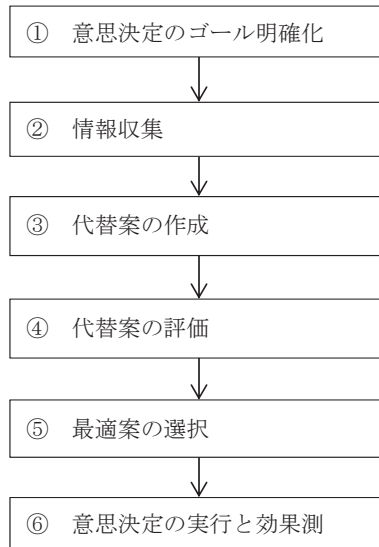 ① 意思決定のゴール明確化
② 情報収集
③ 代替案の作成
④ 代替案の評価
⑤ 最適案の選択
⑥ 意思決定の実行と効果測